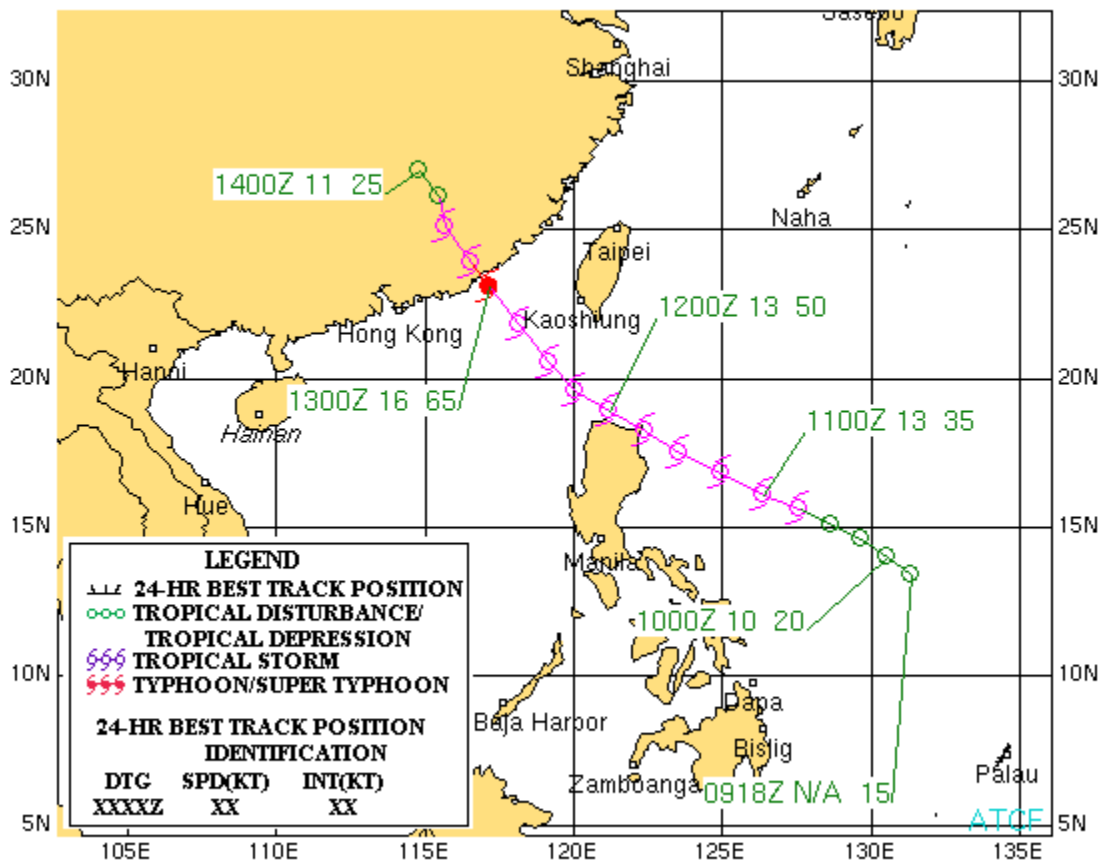 Sasebo
30N
30N
Shanghai
1400Z 11 25
Naha
25N
25N
Taipei
1200Z 13 50
Kaoshiung
Hong Kong
Hanni
20N
20N
1300Z 16 65
1100Z 13 35
Hainan
Hue
15N
15N
Manila
LEGEND
24-HR BEST TRACK POSITION
TROPICAL DISTURBANCE/
TROPICAL DEPRESSION
TROPICAL STORM
TYPHOON/SUPER TYPHOON
24-HR BEST TRACK POSITION
IDENTIFICATION
DTG SPD(KT) INT(KT)
XXXXZ XX XX
1000Z 10 20
10N
10N
Dapa
Baja Harbor
Bislig
Zamboanga
Palau
0918Z N/A 15
5N
ATCF
5N
105E 110E 115E 120E 125E 130E 135E